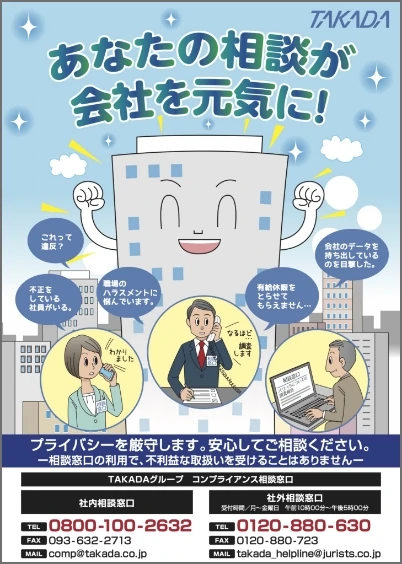 TAKADA
あなたの相談が
会社を元気に!
これって
違反?
不正を
している
社員がいる。
職場の
ハラスメントに
悩んでいます。
有給休暇を
とらせて
もらえません…
会社のデータを
持ち出している
のを目撃した。
わかり
ました
なるほど
…調査
します
プライバシーを厳守します。安心してご相談ください。
ー相談窓口の利用で、不利益な取扱いを受けることはありませんー
TAKADAグループ コンプライアンス相談窓口
社内相談窓口
TEL 0800-100-2632
FAX 093-632-2713
MAIL comp@takada.co.jp
社外相談窓口
受付時間/月〜金曜日 午前10時00分〜午後5時00分
TEL 0120-880-630
FAX 0120-880-723
MAIL takada_helpline@jurists.co.jp